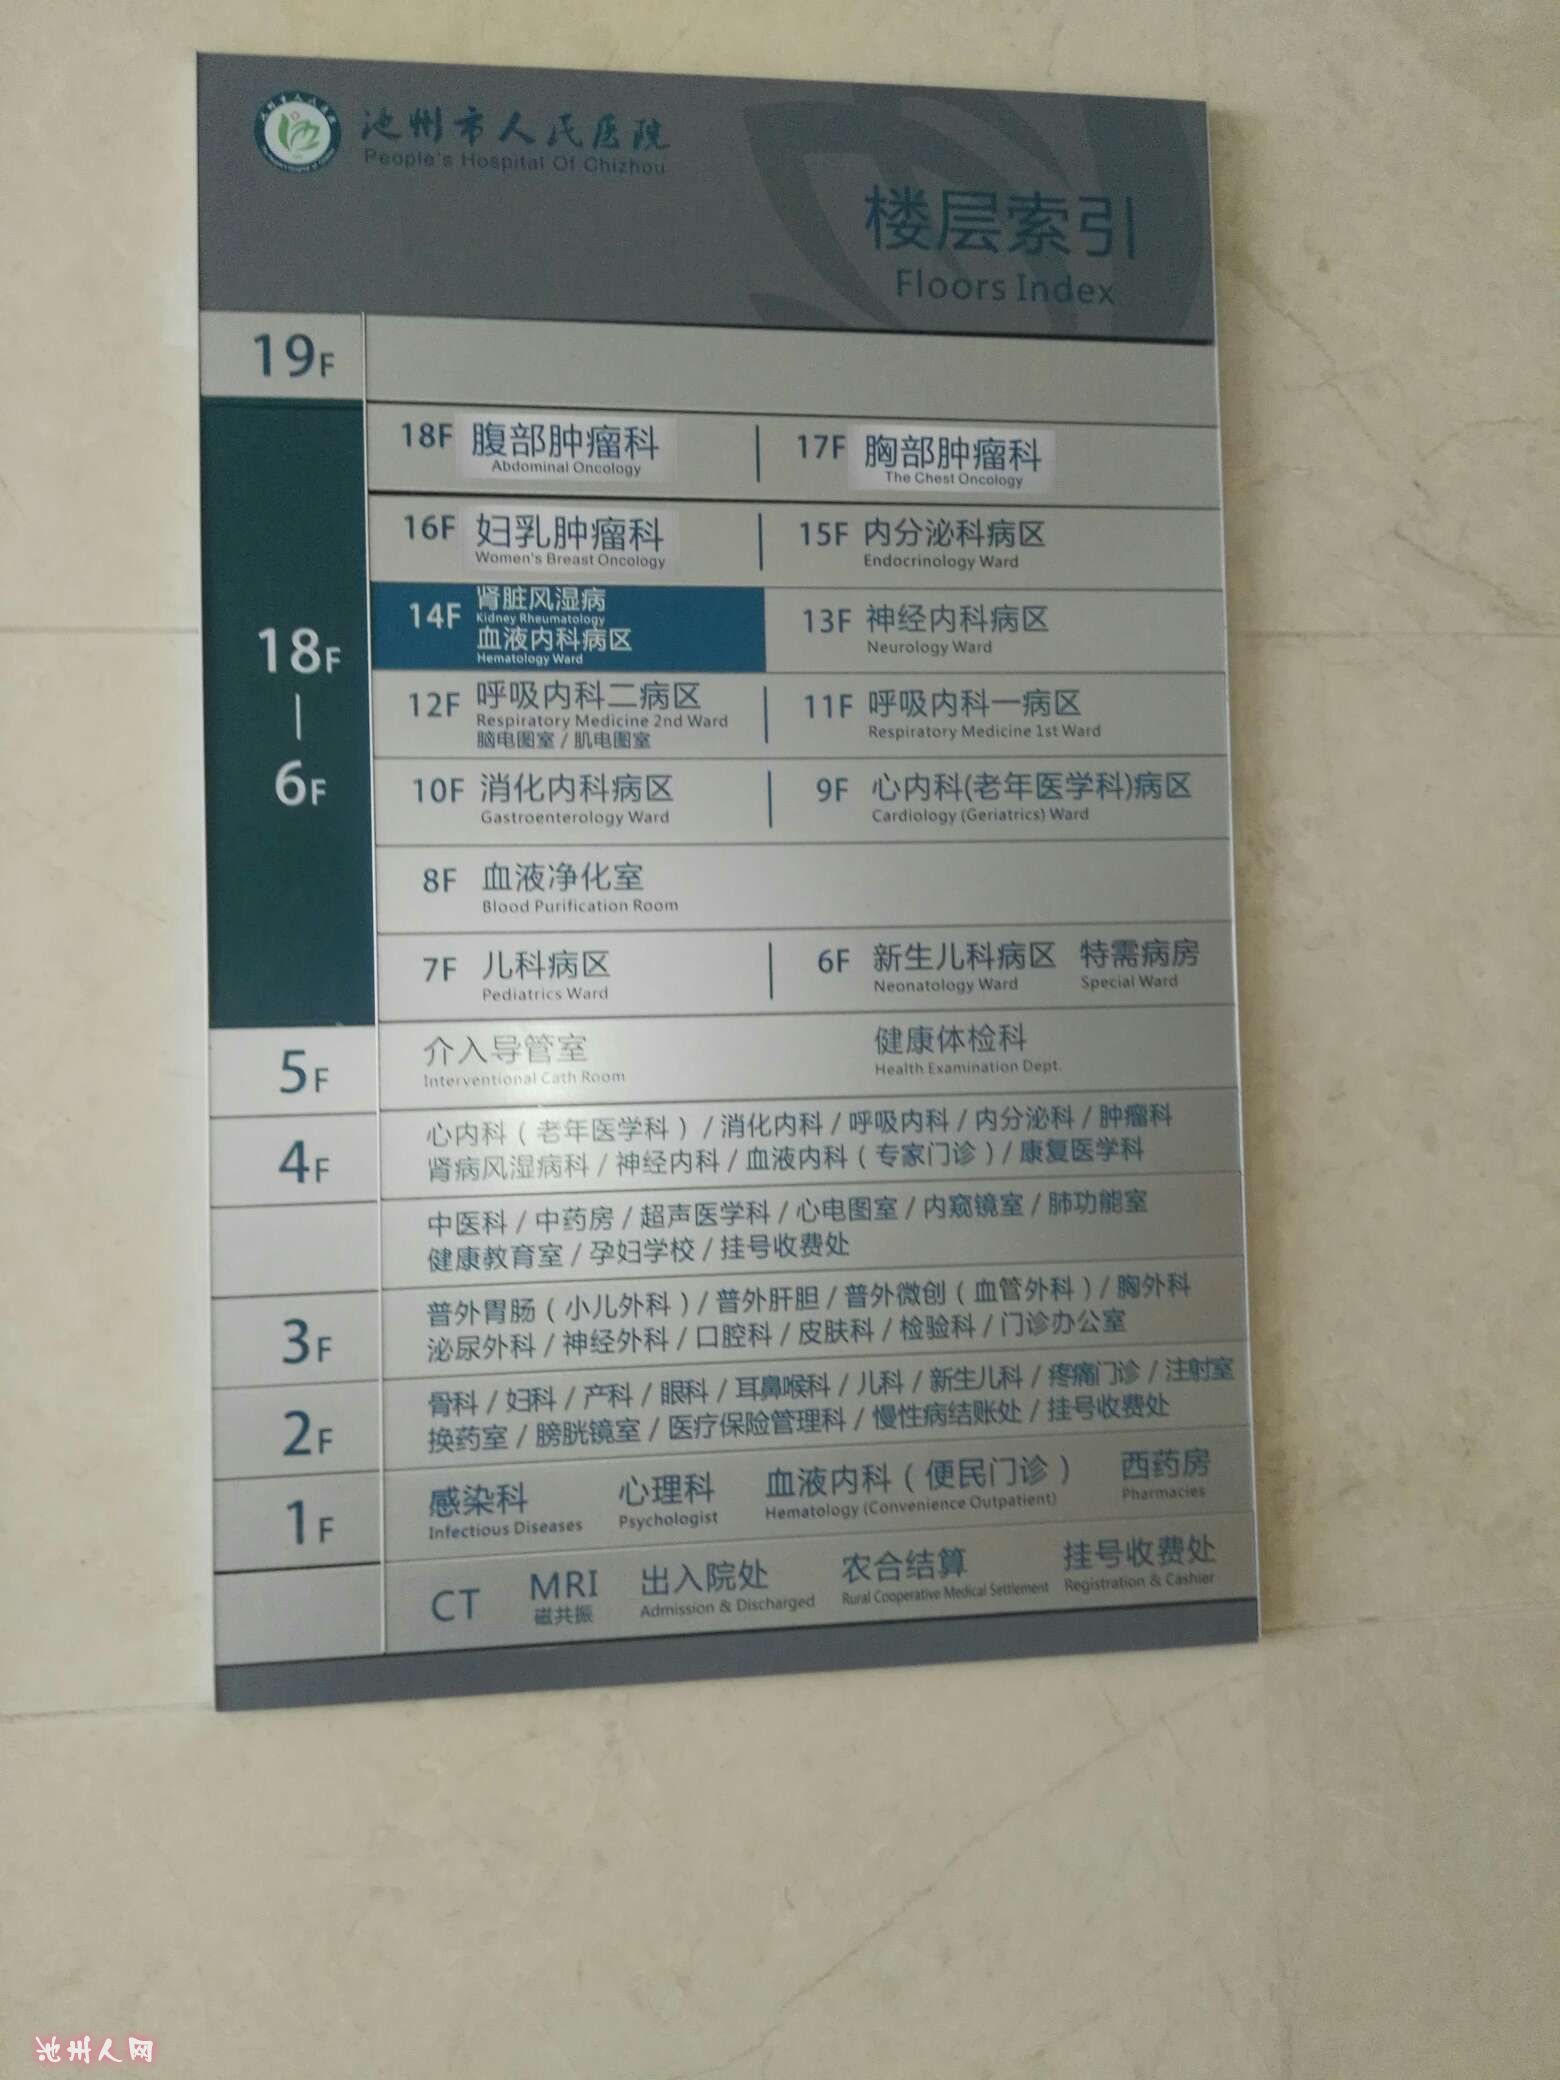 池州市人民医院
People's Hospital Of Chizhou
楼层索引
Floors Index
19F
18F 腹部肿瘤科
Abdominal Oncology
17F 胸部肿瘤科
The Chest Oncology
16F 妇乳肿瘤科
Women's Breast Oncology
15F 内分泌科病区
Endocrinology Ward
18F
|
6F
14F 肾脏风湿病
Kidney Rheumatology
血液内科病区
Hematology Ward
13F 神经内科病区
Neurology Ward
12F 呼吸内科二病区
Respiratory Medicine 2nd Ward
脑电图室 / 肌电图室
11F 呼吸内科一病区
Respiratory Medicine 1st Ward
10F 消化内科病区
Gastroenterology Ward
9F 心内科(老年医学科)病区
Cardiology (Geriatrics) Ward
8F 血液净化室
Blood Purification Room
7F 儿科病区
Pediatrics Ward
6F 新生儿科病区 特需病房
Neonatology Ward Special Ward
5F 介入导管室 健康体检科
Interventional Cath Room Health Examination Dept.
4F
心内科（老年医学科）/ 消化内科 / 呼吸内科 / 内分泌科 / 肿瘤科
肾病风湿病科 / 神经内科 / 血液内科（专家门诊）/ 康复医学科
中医科 / 中药房 / 超声医学科 / 心电图室 / 内窥镜室 / 肺功能室
健康教育室 / 孕妇学校 / 挂号收费处
3F
普外胃肠（小儿外科）/ 普外肝胆 / 普外微创（血管外科）/ 胸外科
泌尿外科 / 神经外科 / 口腔科 / 皮肤科 / 检验科 / 门诊办公室
2F
骨科 / 妇科 / 产科 / 眼科 / 耳鼻喉科 / 儿科 / 新生儿科 / 疼痛门诊 / 注射室
换药室 / 膀胱镜室 / 医疗保险管理科 / 慢性病结账处 / 挂号收费处
1F
感染科 心理科 血液内科（便民门诊） 西药房
Infectious Diseases Psychologist Hematology (Convenience Outpatient) Pharmacies
CT MRI 出入院处 农合结算 挂号收费处
磁共振 Admission & Discharged Rural Cooperative Medical Settlement Registration & Cashier
池州人网